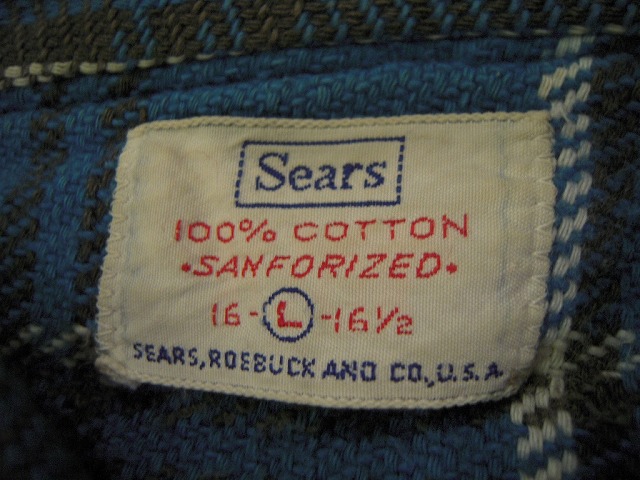 Sears
100% COTTON
•SANFORIZED•
16-L-16½
SEARS, ROEBUCK AND CO., U.S.A.